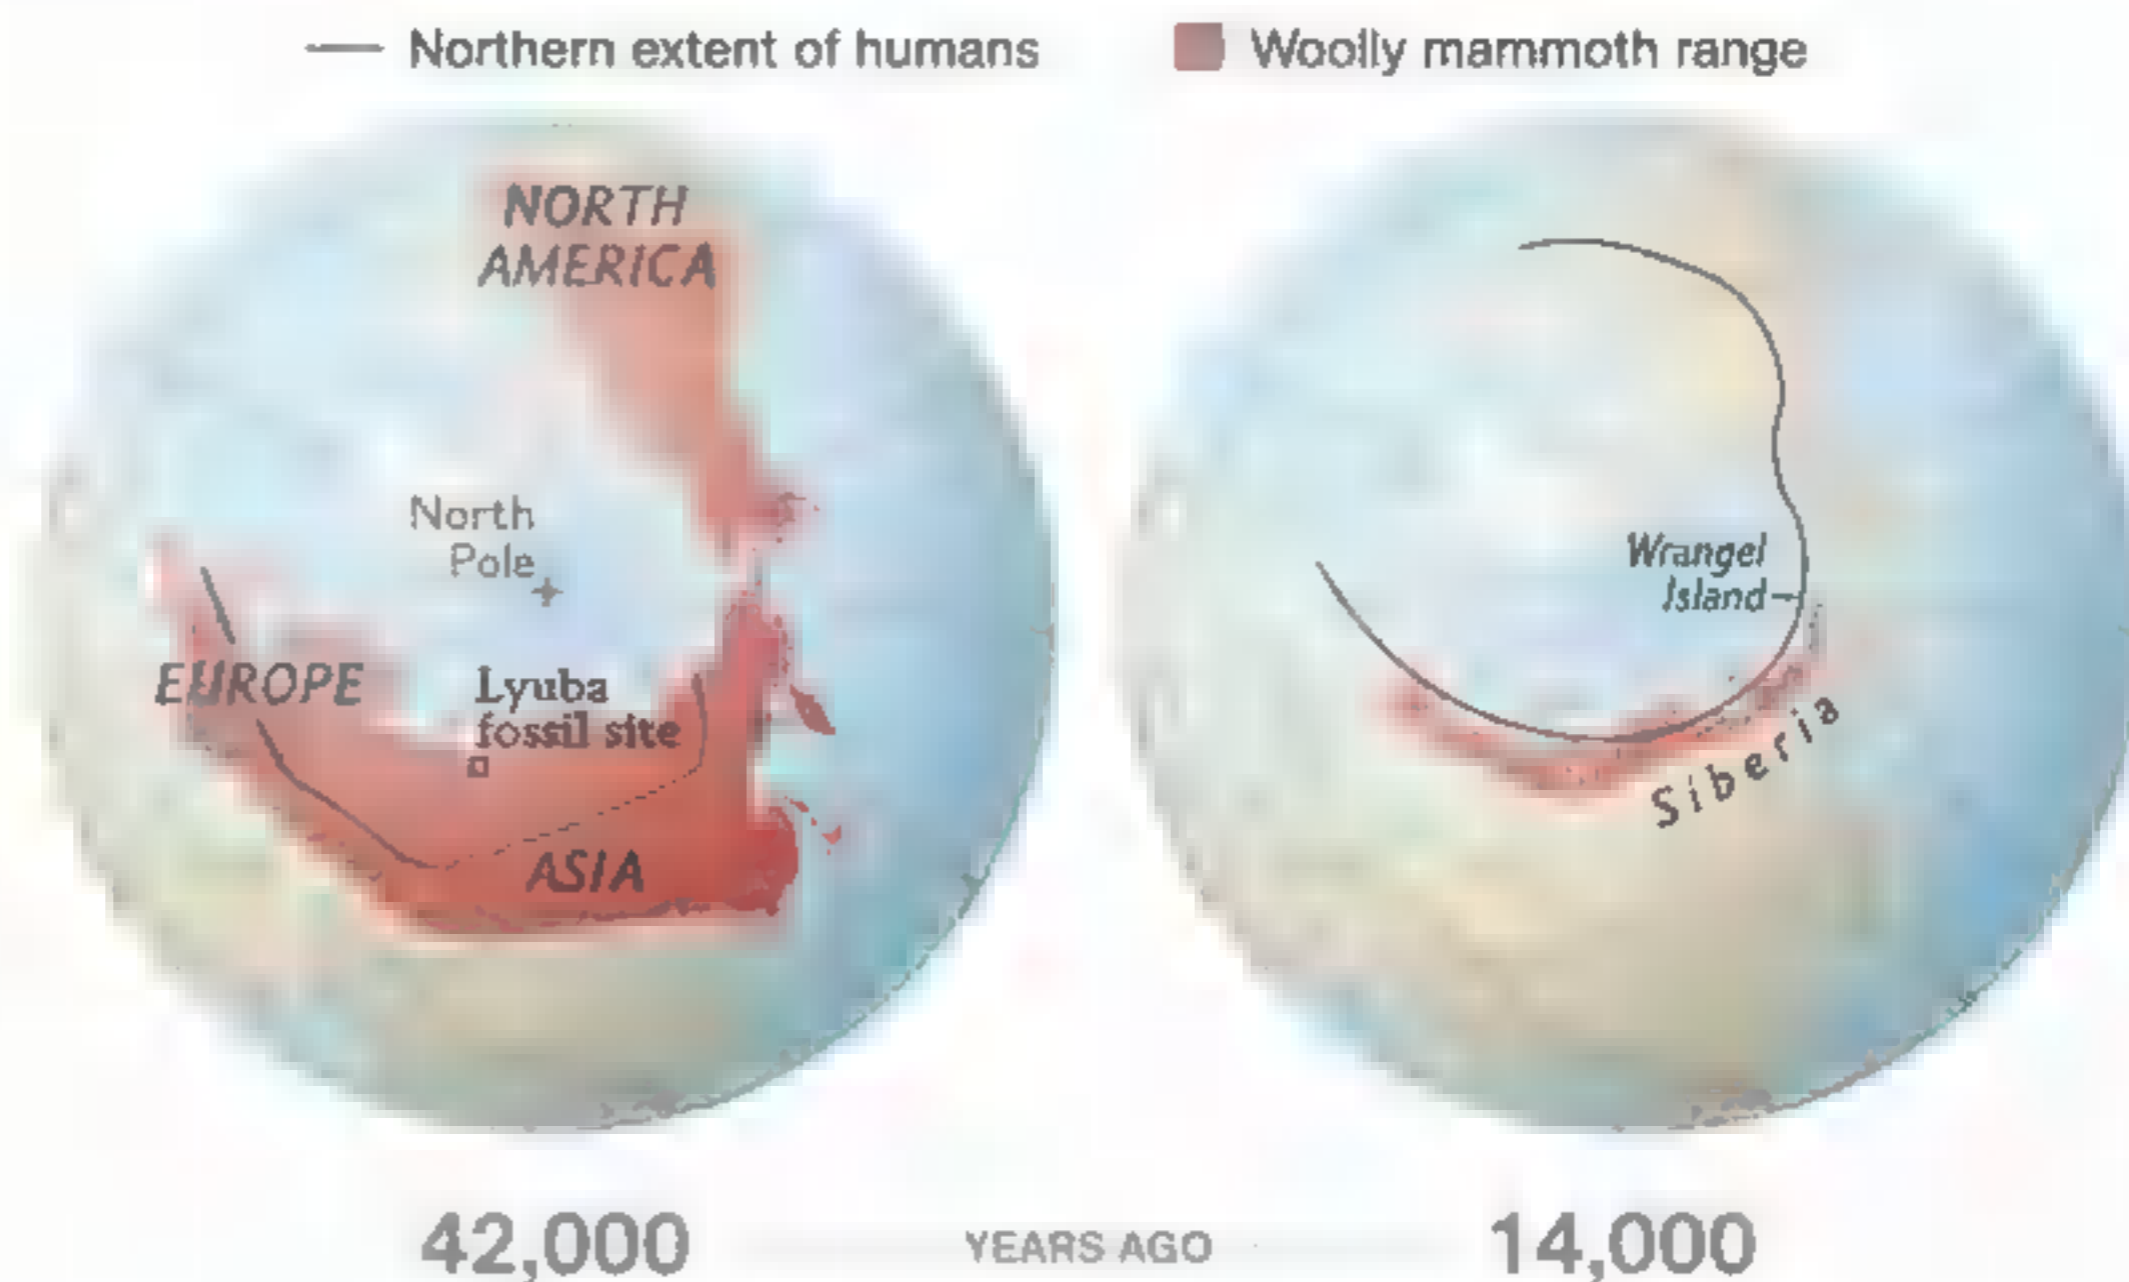 Northern extent of humans
Woolly mammoth range
NORTH
AMERICA
North
Pole
EUROPE
Lyuba
fossil site
ASIA
Wrangel
Island
Siberia
42,000
YEARS AGO
14,000